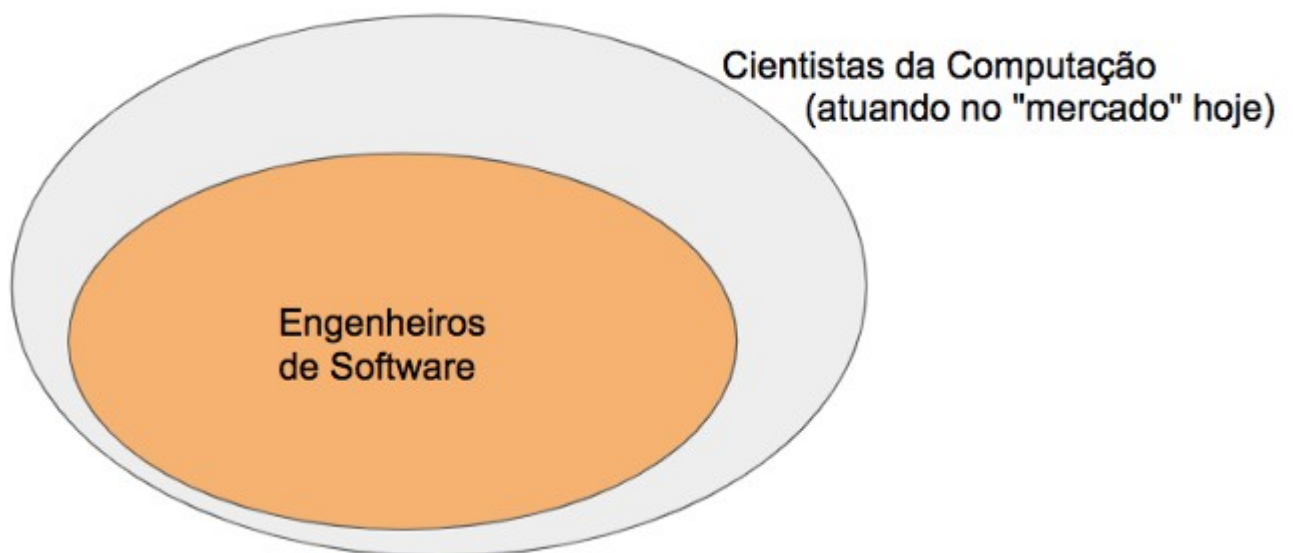 Cientistas da Computação
(atuando no "mercado" hoje)
Engenheiros
de Software